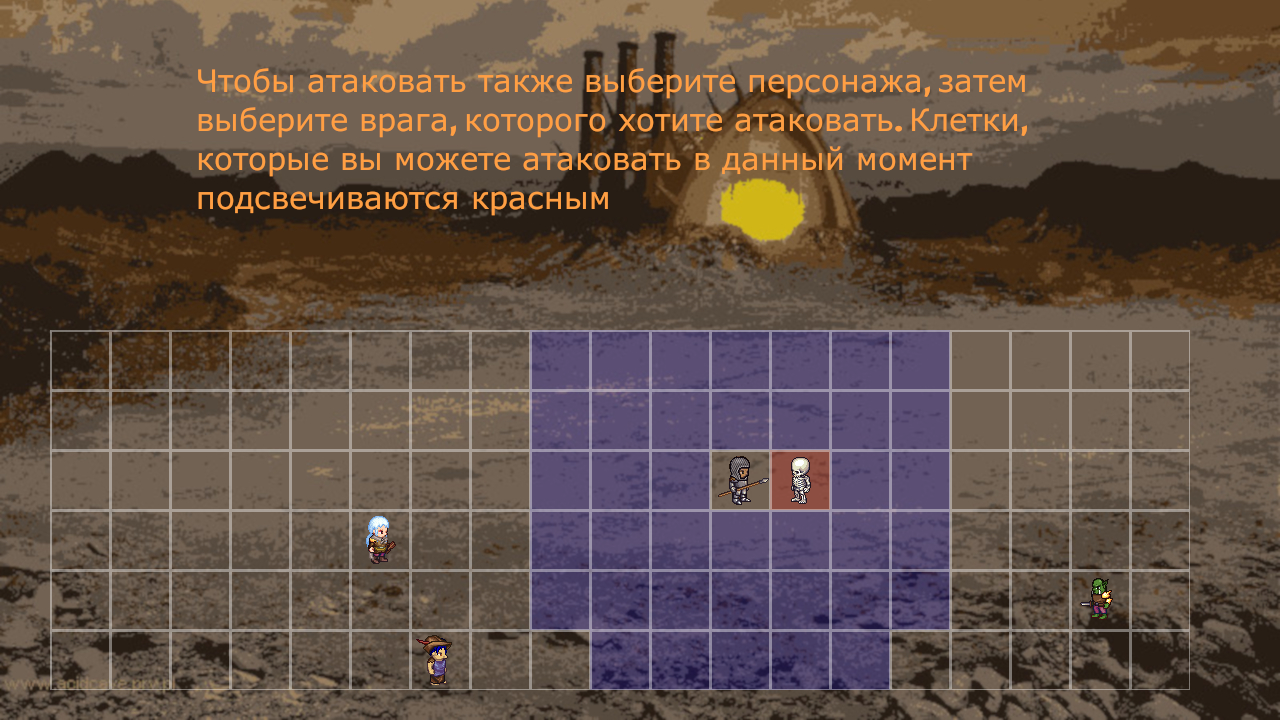 Чтобы атаковать также выберите персонажа, затем
выберите врага, которого хотите атаковать. Клетки,
которые вы можете атаковать в данный момент
подсвечиваются красным